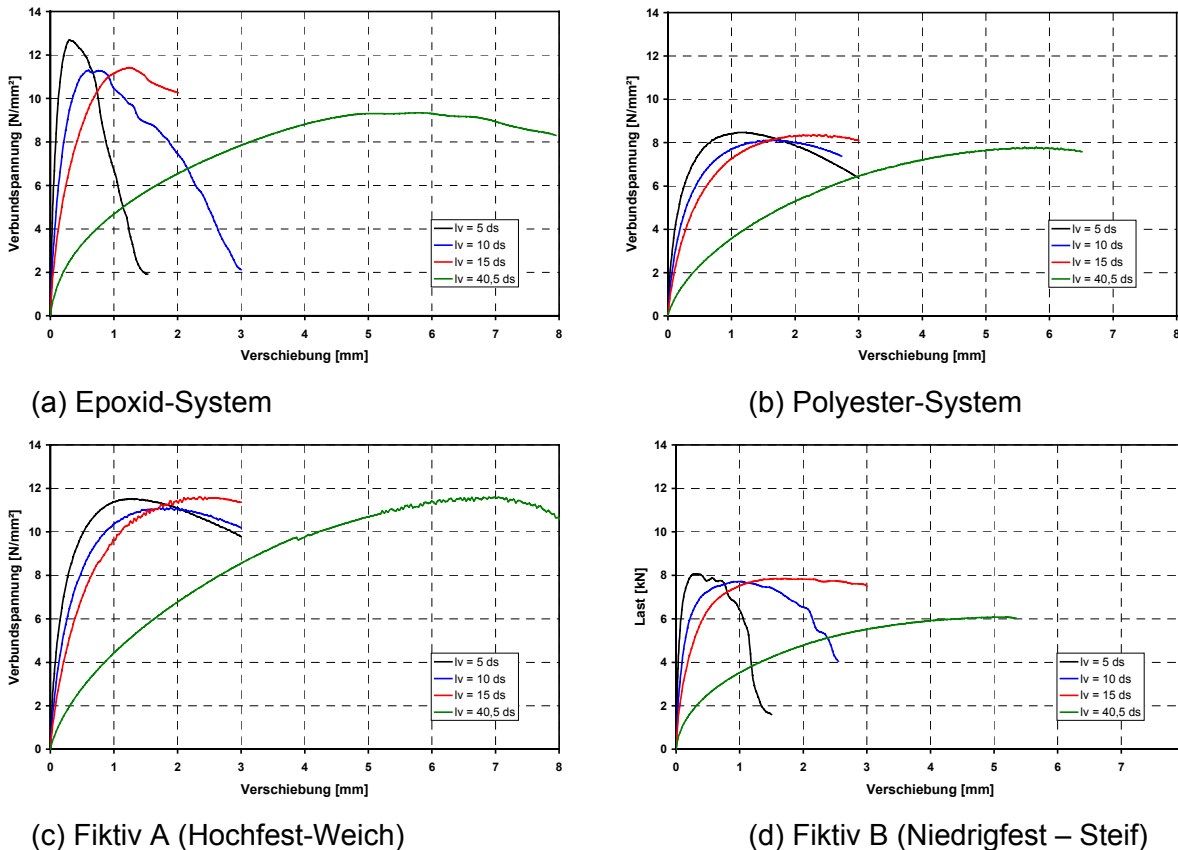 14
12
10
8
6
4
2
0
Verbundspannung [N/mm²]
0 1 2 3 4 5 6 7 8
Verschiebung [mm]
lv = 5 ds
lv = 10 ds
lv = 15 ds
lv = 40,5 ds
(a) Epoxid-System
14
12
10
8
6
4
2
0
Verbundspannung [N/mm²]
0 1 2 3 4 5 6 7 8
Verschiebung [mm]
lv = 5 ds
lv = 10 ds
lv = 15 ds
lv = 40,5 ds
(b) Polyester-System
14
12
10
8
6
4
2
0
Verbundspannung [N/mm²]
0 1 2 3 4 5 6 7 8
Verschiebung [mm]
lv = 5 ds
lv = 10 ds
lv = 15 ds
lv = 40,5 ds
(c) Fiktiv A (Hochfest-Weich)
14
12
10
8
6
4
2
0
Last [kN]
0 1 2 3 4 5 6 7
Verschiebung [mm]
lv = 5 ds
lv = 10 ds
lv = 15 ds
lv = 40,5 ds
(d) Fiktiv B (Niedrigfest – Steif)